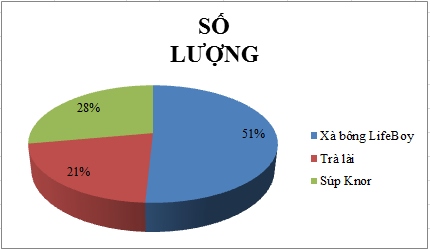 SỐ
LƯỢNG
28%
51%
21%
Xà bông LifeBoy
Trà lài
Súp Knor